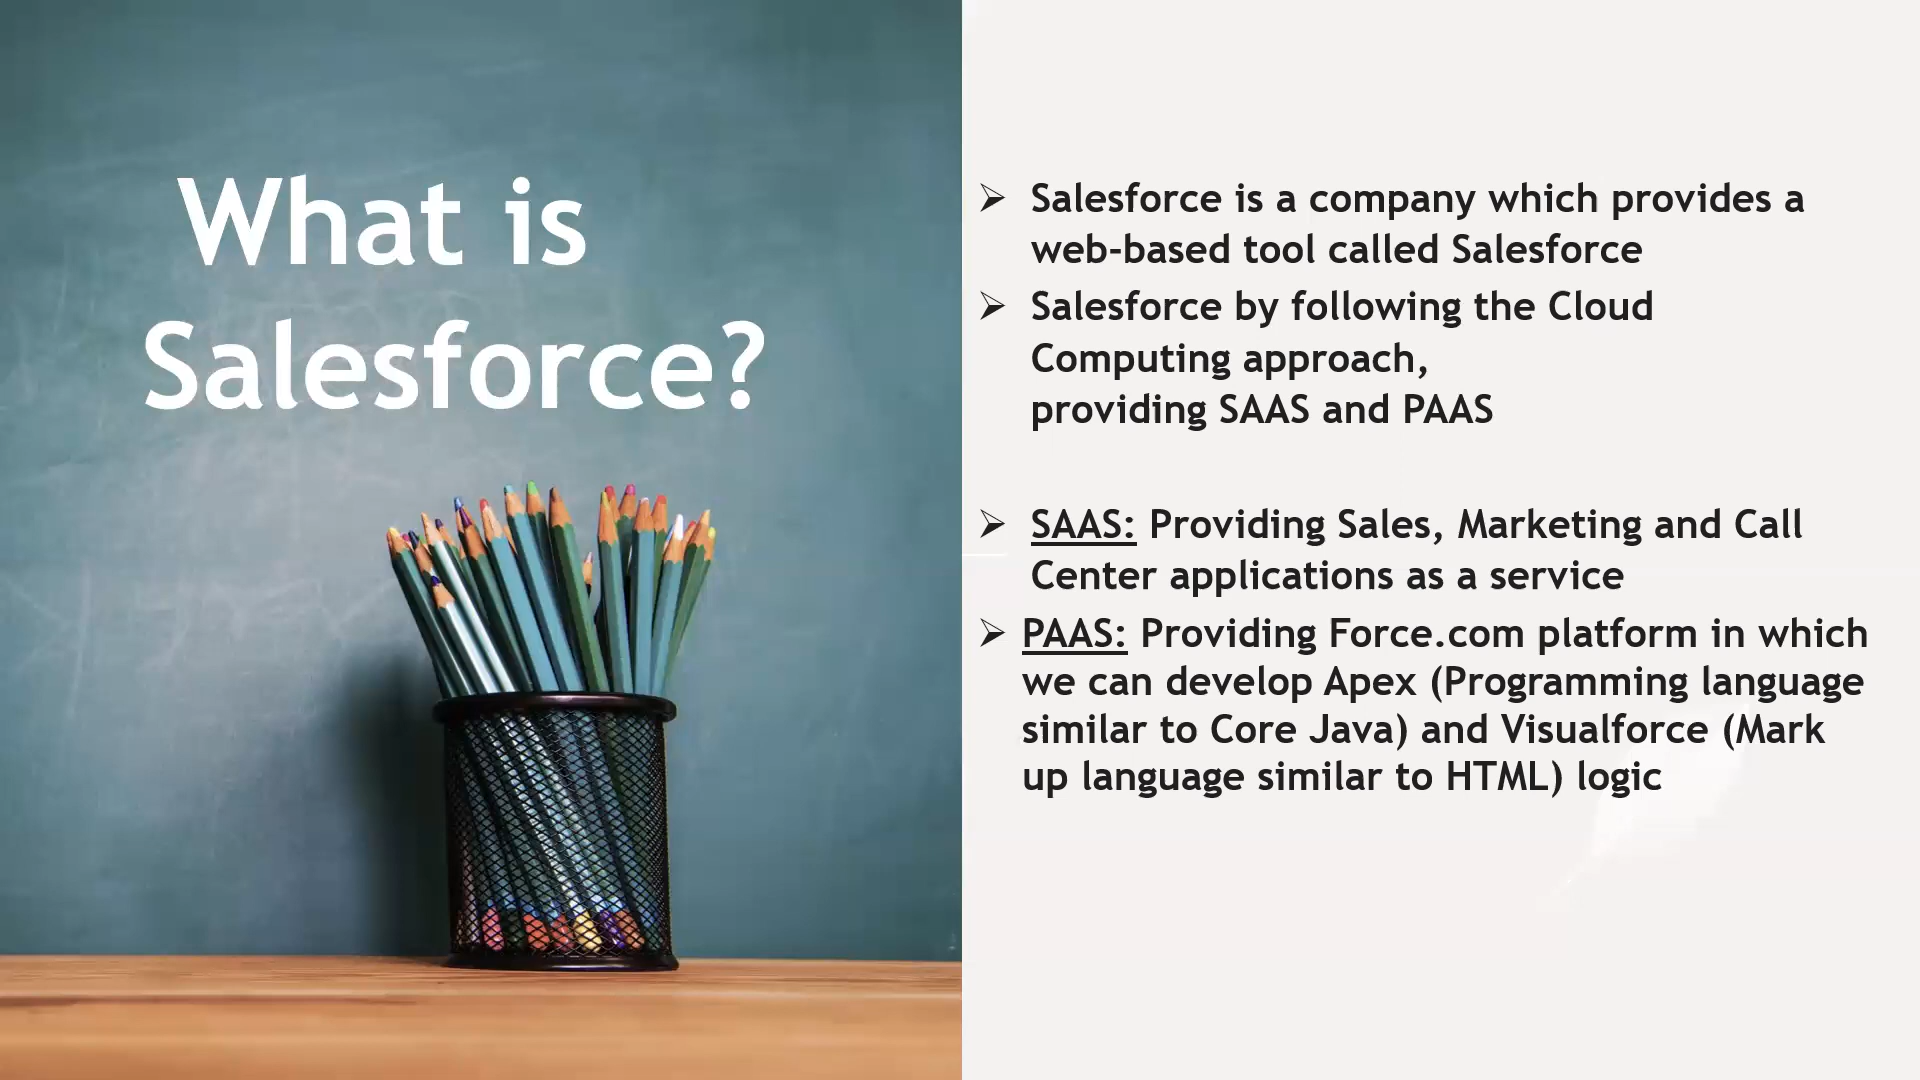 What is
Salesforce?
➢ Salesforce is a company which provides a
web-based tool called Salesforce
➢ Salesforce by following the Cloud
Computing approach,
providing SAAS and PAAS
➢ SAAS: Providing Sales, Marketing and Call
Center applications as a service
➢ PAAS: Providing Force.com platform in which
we can develop Apex (Programming language
similar to Core Java) and Visualforce (Mark
up language similar to HTML) logic